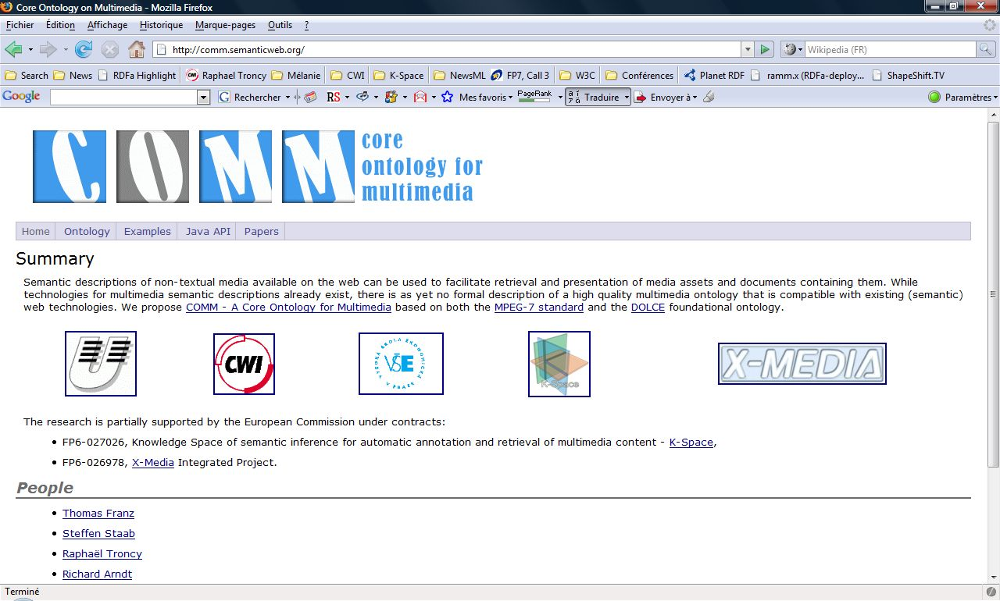 Core Ontology on Multimedia - Mozilla Firefox
Fichier Édition Affichage Historique Marque-pages Outils ?
http://comm.semanticweb.org/ Wikipedia (FR)
Search News RDFa Highlight Raphael Troncy Mélanie CWI K-Space NewsML FP7, Call 3 W3C Conférences Planet RDF ramm.x (RDFa-deploy... ShapeShift.TV
Google G Rechercher RS Mes favoris PageRank Traduire Envoyer à Paramètres
COMM
core
ontology for
multimedia
Home Ontology Examples Java API Papers
Summary
Semantic descriptions of non-textual media available on the web can be used to facilitate retrieval and presentation of media assets and documents containing them. While
technologies for multimedia semantic descriptions already exist, there is as yet no formal description of a high quality multimedia ontology that is compatible with existing (semantic)
web technologies. We propose COMM - A Core Ontology for Multimedia based on both the MPEG-7 standard and the DOLCE foundational ontology.
U CWI VYSOKÁ ŠKOLA EKONOMICKÁ V PRAZE VŠE K-Space X-MEDIA
The research is partially supported by the European Commission under contracts:
• FP6-027026, Knowledge Space of semantic inference for automatic annotation and retrieval of multimedia content - K-Space,
• FP6-026978, X-Media Integrated Project.
People
• Thomas Franz
• Steffen Staab
• Raphaël Troncy
• Richard Arndt
Terminé